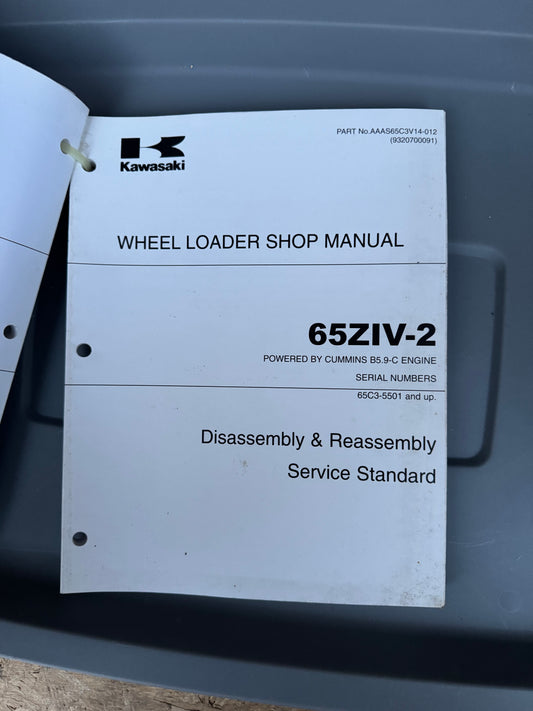 PART No.AAAS65C3V14-012
(9320700091)
Kawasaki
WHEEL LOADER SHOP MANUAL
65ZIV-2
POWERED BY CUMMINS B5.9-C ENGINE
SERIAL NUMBERS
65C3-5501 and up.
Disassembly & Reassembly
Service Standard